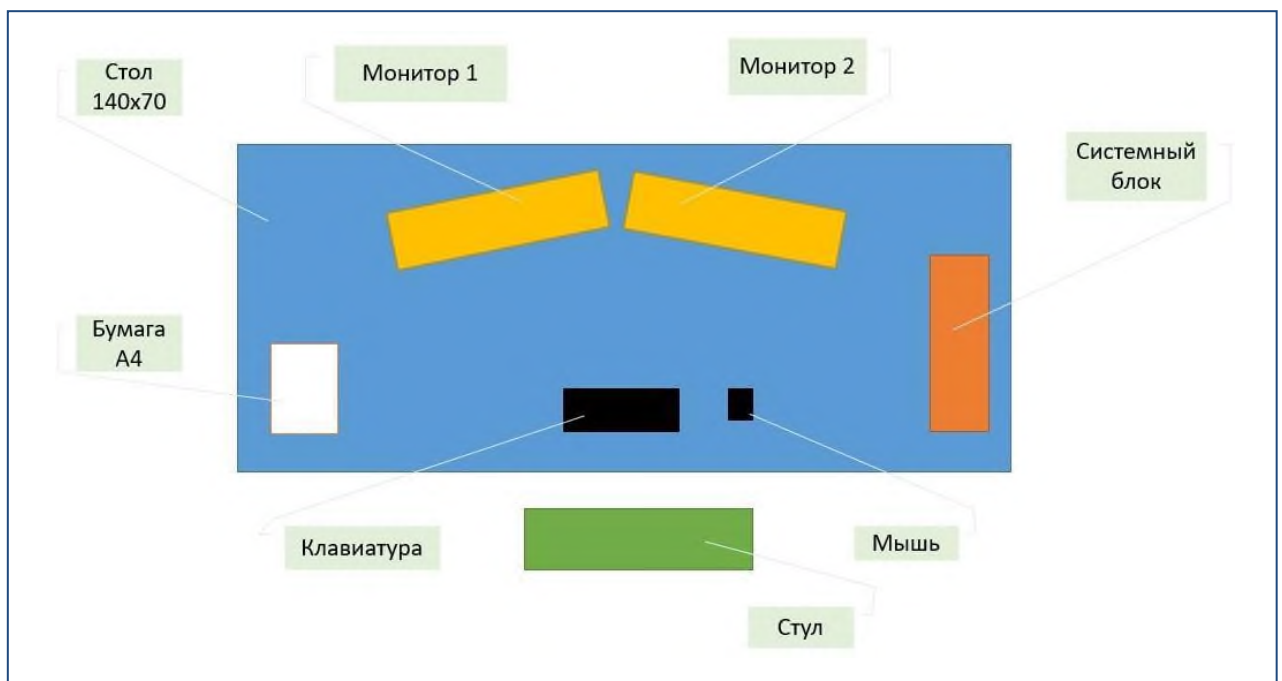 Стол
140x70
Монитор 1
Монитор 2
Системный
блок
Бумага
А4
Клавиатура
Мышь
Стул